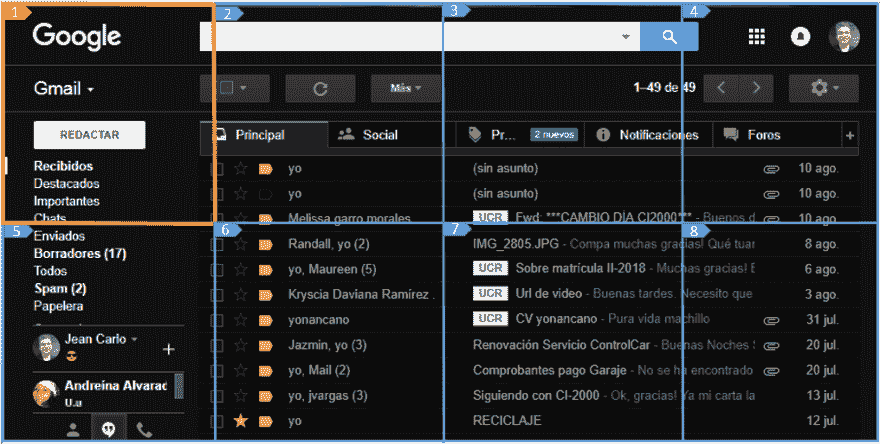 1 2 3 4
Google
Gmail
Más
1–49 de 49
REDACTAR
Principal
Social
Pr... 2 nuevos
Notificaciones
Foros
+
Recibidos
Destacados
Importantes
Chats
Enviados
Borradores (17)
Todos
Spam (2)
Papelera
Jean Carlo
+
Andreína Alvarad
U.u
yo (sin asunto) 10 ago.
yo (sin asunto) 10 ago.
Melissa garro morales UCR Fwd: ***CAMBIO DÍA CI2000*** - Buenos d 10 ago.
5 6 7 8
Randall, yo (2) IMG_2805.JPG - Compa muchas gracias! Qué tuan 8 ago.
yo, Maureen (5) UCR Sobre matrícula II-2018 - Muchas gracias! E 6 ago.
Kryscia Daviana Ramírez . UCR Url de video - Buenas tardes. Necesito que 3 ago.
yonancano UCR CV yonancano - Pura vida machillo 31 jul.
Jazmin, yo (3) Renovación Servicio ControlCar - Buenas Noches 20 jul.
yo, Mail (2) Comprobantes pago Garaje - No se ha encontrado 20 jul.
yo, jvargas (3) Siguiendo con CI-2000 - Ok, gracias! Ya mi carta la 13 jul.
yo RECICLAJE 12 jul.